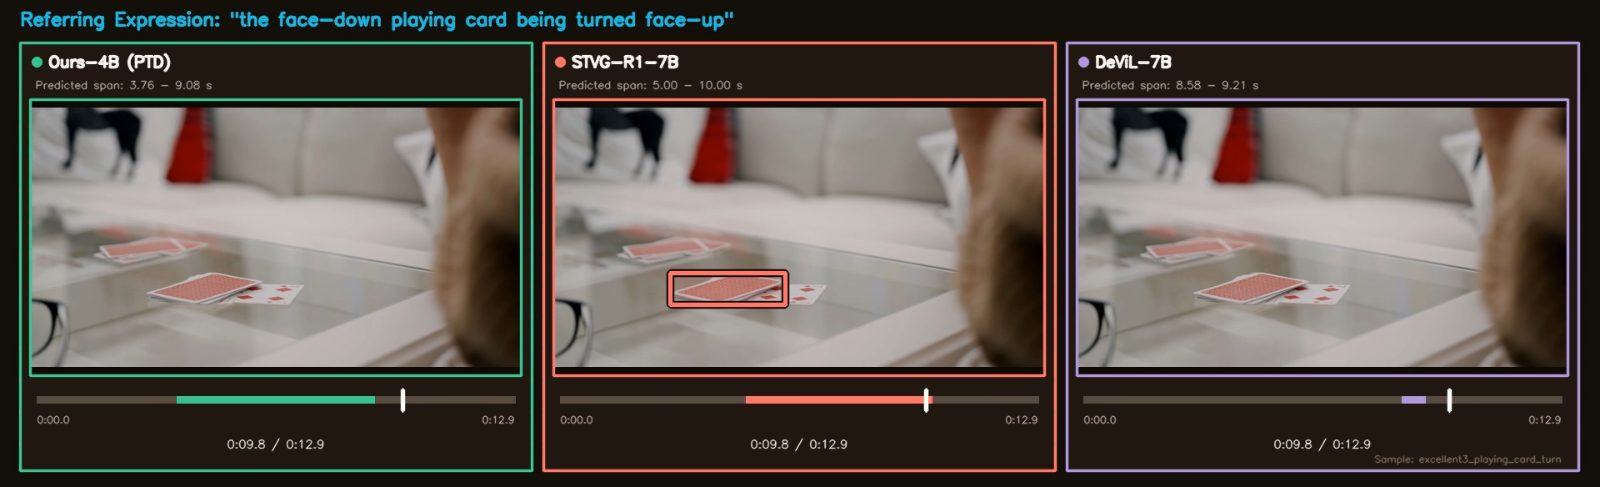 Referring Expression: "the face-down playing card being turned face-up"
Ours-4B (PTD)
Predicted span: 3.76 - 9.08 s
0:00.0
0:12.9
0:09.8 / 0:12.9
STVG-R1-7B
Predicted span: 5.00 - 10.00 s
0:00.0
0:12.9
0:09.8 / 0:12.9
DeViL-7B
Predicted span: 8.58 - 9.21 s
0:00.0
0:12.9
0:09.8 / 0:12.9
Sample: excellent3_playing_card_turn